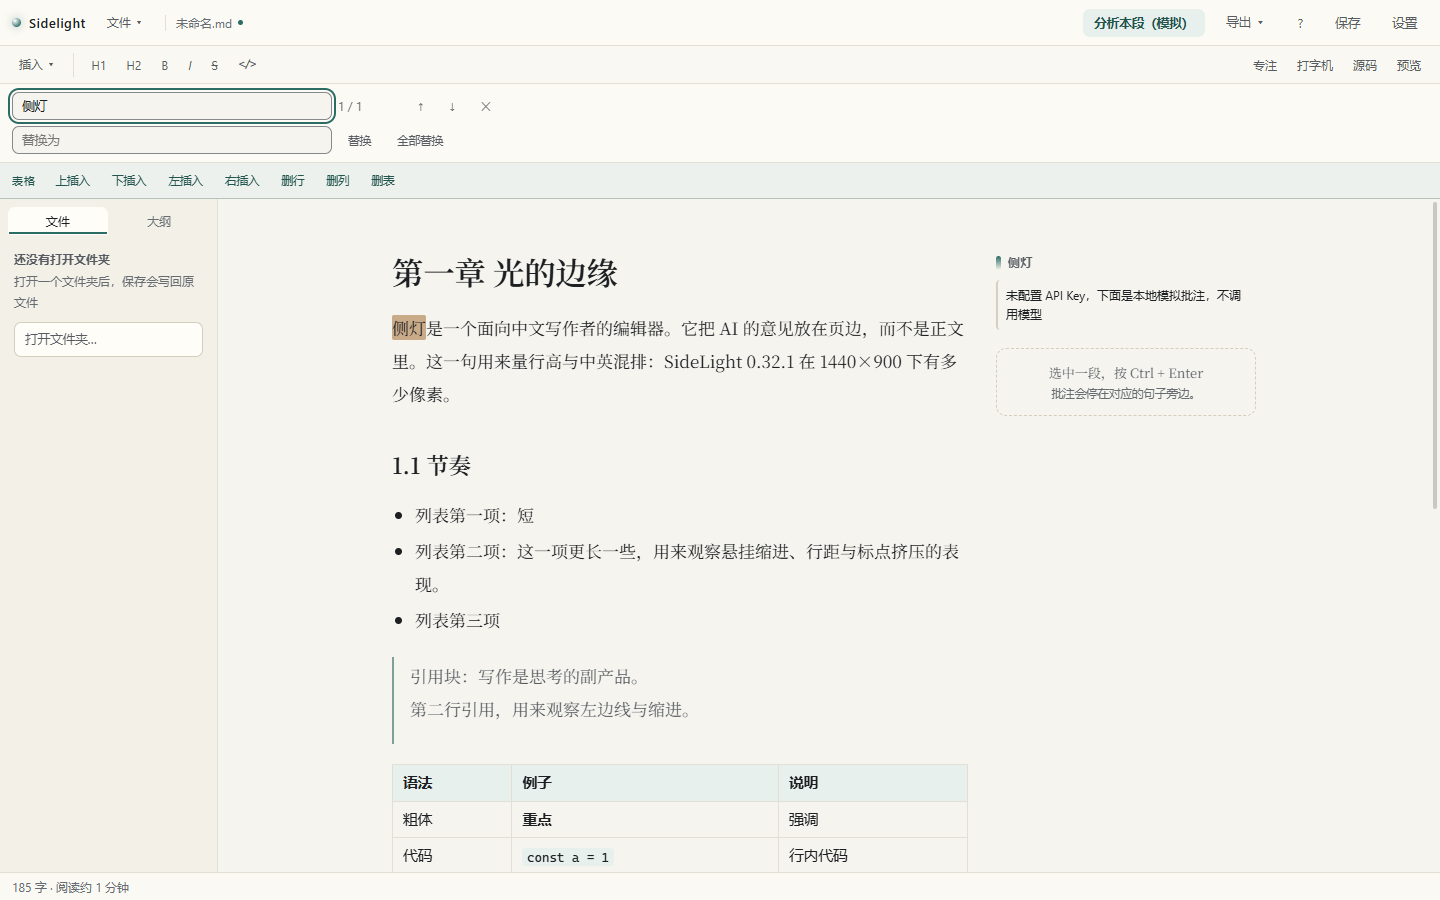 Sidelight 文件 ▾ 未命名.md ● 分析本段（模拟） 导出 ▾ ? 保存 设置
插入 ▾ H1 H2 B I S </> 专注 打字机 源码 预览
侧灯 1 / 1 ↑ ↓ ×
替换为 替换 全部替换
表格 上插入 下插入 左插入 右插入 删行 删列 删表
文件 大纲
还没有打开文件夹
打开一个文件夹后，保存会写回原
文件
打开文件夹...
第一章 光的边缘
侧灯是一个面向中文写作者的编辑器。它把 AI 的意见放在页边，而不是正文
里。这一句用来量行高与中英混排：SideLight 0.32.1 在 1440×900 下有多
少像素。
1.1 节奏
• 列表第一项：短
• 列表第二项：这一项更长一些，用来观察悬挂缩进、行距与标点挤压的表
现。
• 列表第三项
引用块：写作是思考的副产品。
第二行引用，用来观察左边线与缩进。
语法 例子 说明
粗体 重点 强调
代码 const a = 1 行内代码
侧灯
未配置 API Key，下面是本地模拟批注，不调
用模型
选中一段，按 Ctrl + Enter
批注会停在对应的句子旁边。
185 字 · 阅读约 1 分钟